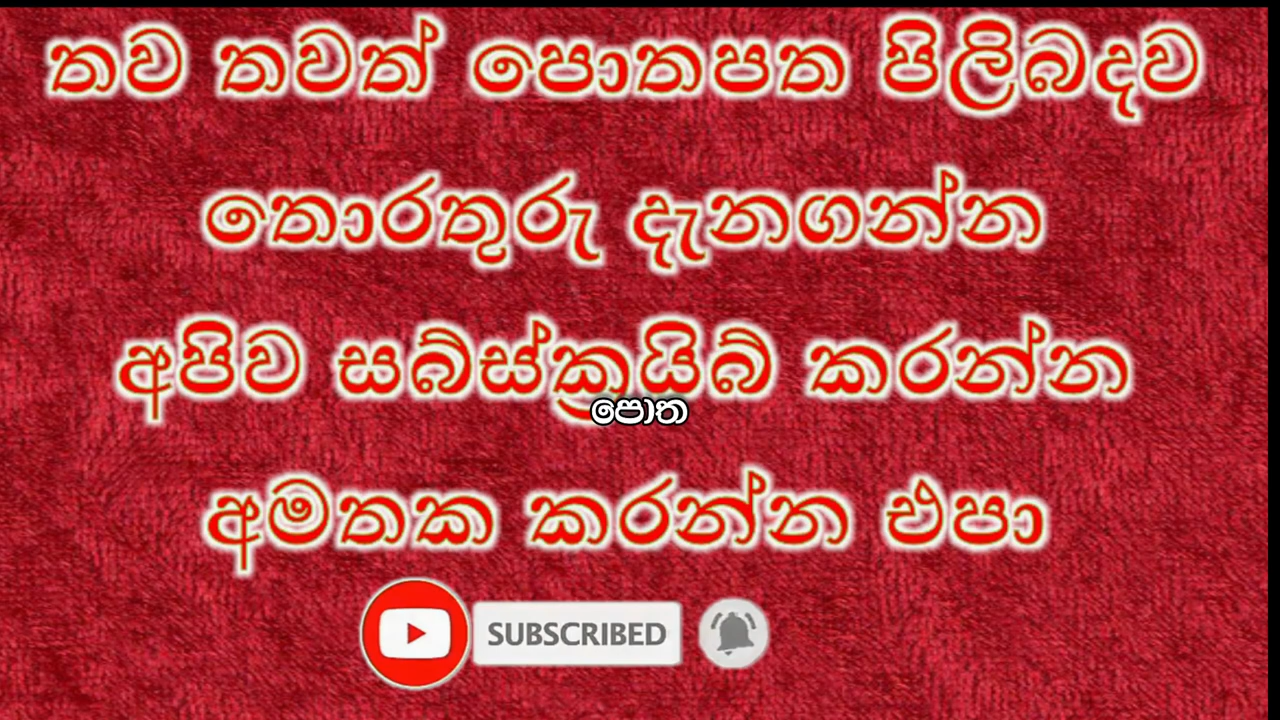 තව තවත් පොතපත පිලිබදව
තොරතුරු දැනගන්න
අපිව සබ්ස්ක්‍රයිබ් කරන්න
පොත
අමතක කරන්න එපා
SUBSCRIBED